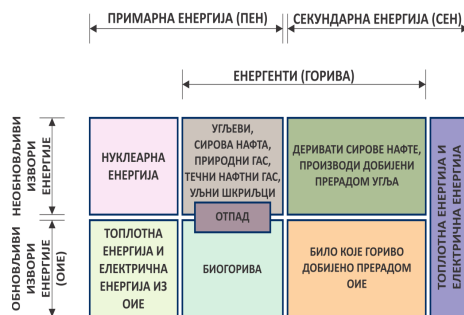 ПРИМАРНА ЕНЕРГИЈА (ПЕН)
СЕКУНДАРНА ЕНЕРГИЈА (СЕН)
ЕНЕРГЕНТИ (ГОРИВА)
НЕОБНОВЉИВИ
ИЗВОРИ
ЕНЕРГИЈЕ
НУКЛЕАРНА
ЕНЕРГИЈА
УГЉЕВИ,
СИРОВА НАФТА,
ПРИРОДНИ ГАС,
ТЕЧНИ НАФТНИ ГАС,
УЉНИ ШКРИЉЦИ
ДЕРИВАТИ СИРОВЕ НАФТЕ,
ПРОИЗВОДИ ДОБИЈЕНИ
ПРЕРАДОМ УГЉА
ТОПЛОТНА ЕНЕРГИЈА И
ЕЛЕКТРИЧНА ЕНЕРГИЈА
ОТПАД
ОБНОВЉИВИ
ИЗВОРИ
ЕНЕРГИЈЕ
(ОИЕ)
ТОПЛОТНА
ЕНЕРГИЈА И
ЕЛЕКТРИЧНА
ЕНЕРГИЈА ИЗ
ОИЕ
БИОГОРИВА
БИЛО КОЈЕ ГОРИВО
ДОБИЈЕНО ПРЕРАДОМ
ОИЕ